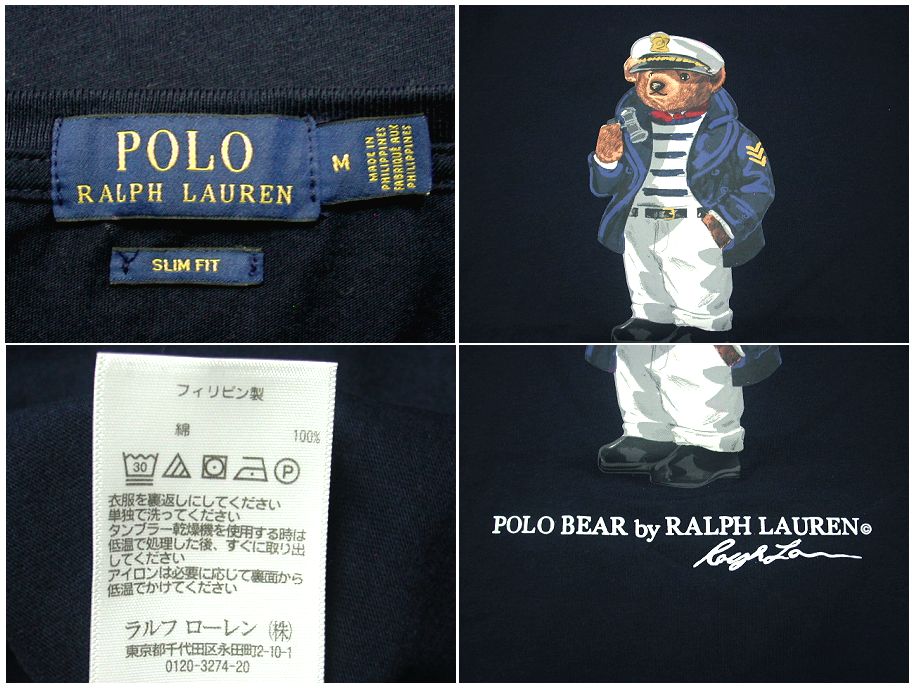 POLO
RALPH LAUREN
M
MADE IN
PHILIPPINES
FABRIQUÉ AUX
PHILIPPINES
SLIM FIT
フィリピン製
綿 100%
30
P
衣服を裏返しにしてください
単独で洗ってください
タンブラー乾燥機を使用する時は
低温で処理した後、すぐに取り出
してください
アイロンは必要に応じて裏面から
低温でかけてください
ラルフ ローレン（株）
東京都千代田区永田町2-10-1
0120-3274-20
POLO BEAR by RALPH LAUREN©
Ralph Lauren